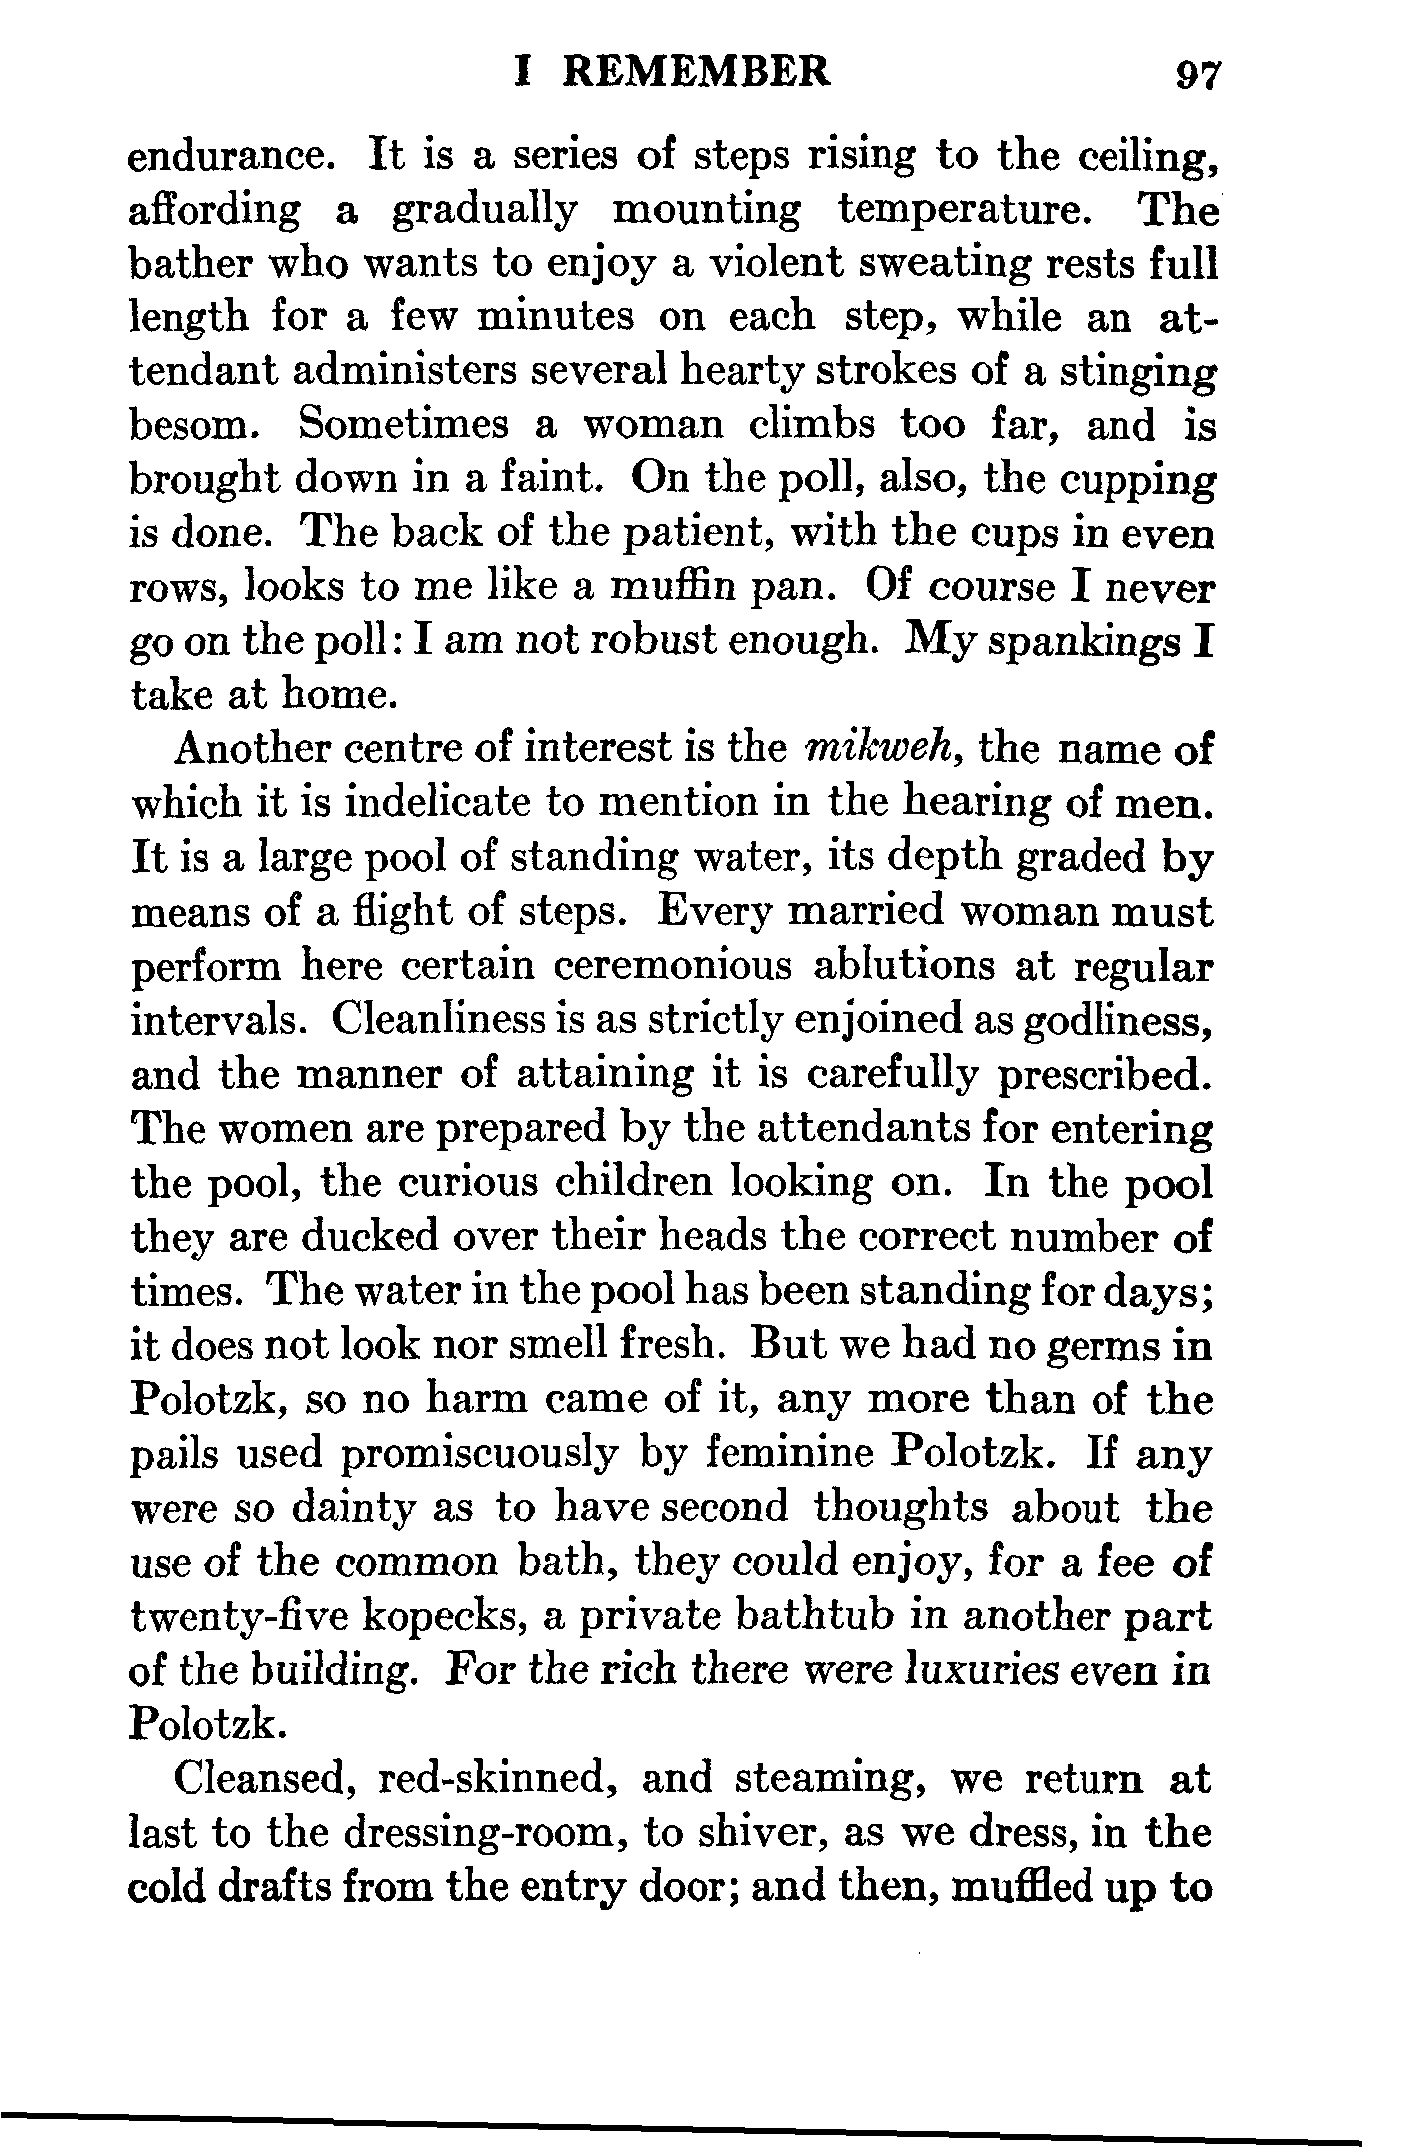 I REMEMBER 97
endurance. It is a series of steps rising to the ceiling,
affording a gradually mounting temperature. The
bather who wants to enjoy a violent sweating rests full
length for a few minutes on each step, while an at-
tendant administers several hearty strokes of a stinging
besom. Sometimes a woman climbs too far, and is
brought down in a faint. On the poll, also, the cupping
is done. The back of the patient, with the cups in even
rows, looks to me like a muffin pan. Of course I never
go on the poll: I am not robust enough. My spankings I
take at home.
Another centre of interest is the mikweh, the name of
which it is indelicate to mention in the hearing of men.
It is a large pool of standing water, its depth graded by
means of a flight of steps. Every married woman must
perform here certain ceremonious ablutions at regular
intervals. Cleanliness is as strictly enjoined as godliness,
and the manner of attaining it is carefully prescribed.
The women are prepared by the attendants for entering
the pool, the curious children looking on. In the pool
they are ducked over their heads the correct number of
times. The water in the pool has been standing for days;
it does not look nor smell fresh. But we had no germs in
Polotzk, so no harm came of it, any more than of the
pails used promiscuously by feminine Polotzk. If any
were so dainty as to have second thoughts about the
use of the common bath, they could enjoy, for a fee of
twenty-five kopecks, a private bathtub in another part
of the building. For the rich there were luxuries even in
Polotzk.
Cleansed, red-skinned, and steaming, we return at
last to the dressing-room, to shiver, as we dress, in the
cold drafts from the entry door; and then, muffled up to